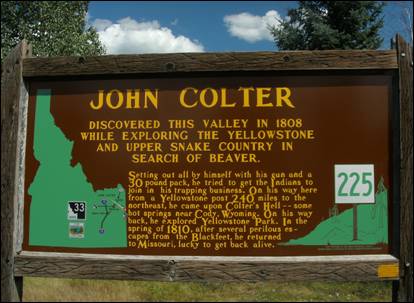 JOHN COLTER
DISCOVERED THIS VALLEY IN 1808
WHILE EXPLORING THE YELLOWSTONE
AND UPPER SNAKE COUNTRY IN
SEARCH OF BEAVER.
Setting out all by himself with his gun and a
30 pound pack, he tried to get the Indians to
join in his trapping business. On his way here
from a Yellowstone post 240 miles to the
northeast, he came upon Colter's Hell -- some
hot springs near Cody, Wyoming. On his way
back, he explored Yellowstone Park. In the
spring of 1810, after several perilous es-
capes from the Blackfeet, he returned
to Missouri, lucky to get back alive.
33
225